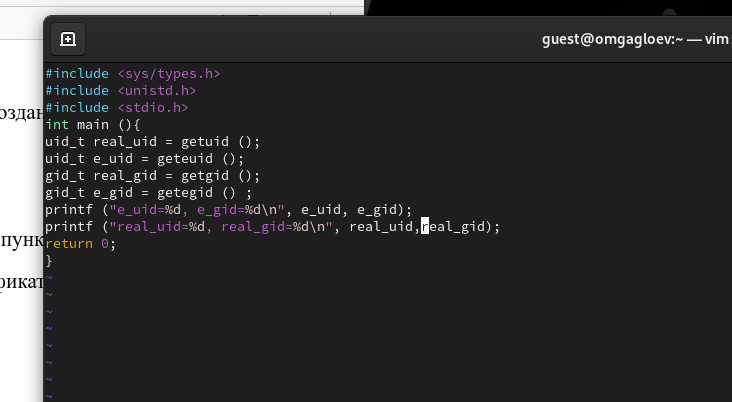 guest@omgagloev:~ — vim
#include <sys/types.h>
#include <unistd.h>
#include <stdio.h>
int main (){
uid_t real_uid = getuid ();
uid_t e_uid = geteuid ();
gid_t real_gid = getgid ();
gid_t e_gid = getegid () ;
printf ("e_uid=%d, e_gid=%d\n", e_uid, e_gid);
printf ("real_uid=%d, real_gid=%d\n", real_uid,real_gid);
return 0;
}
~
~
~
~
~
~
~
~